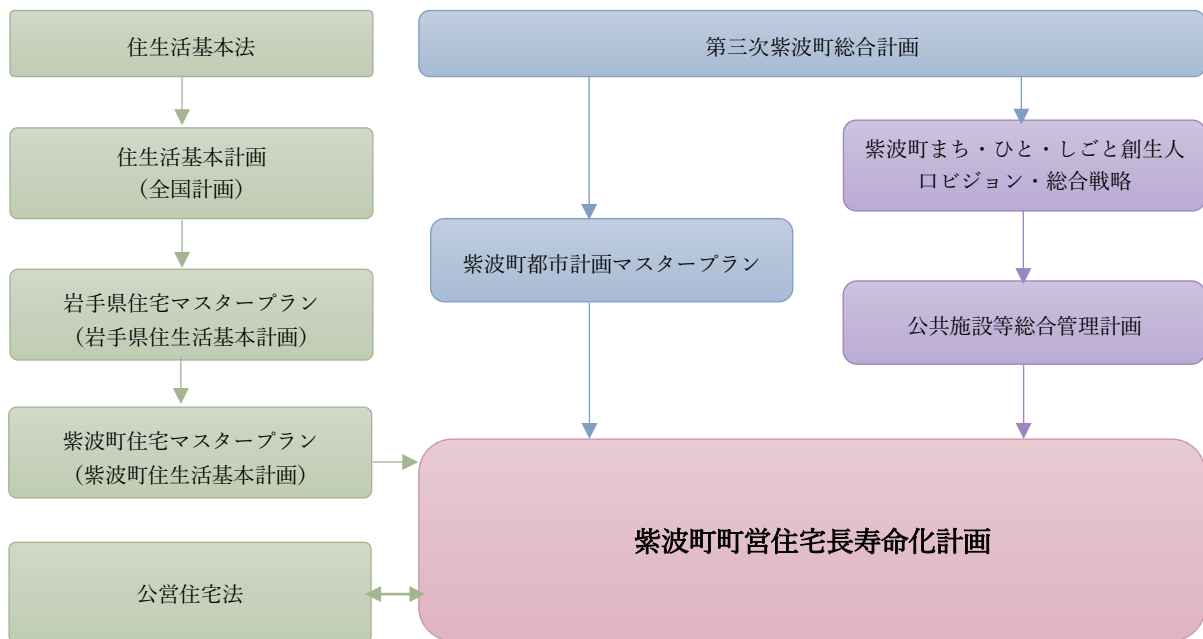 住生活基本法
第三次紫波町総合計画
住生活基本計画
(全国計画)
紫波町まち・ひと・しごと創生人
口ビジョン・総合戦略
紫波町都市計画マスタープラン
岩手県住宅マスタープラン
(岩手県住生活基本計画)
公共施設等総合管理計画
紫波町住宅マスタープラン
(紫波町住生活基本計画)
紫波町町営住宅長寿命化計画
公営住宅法